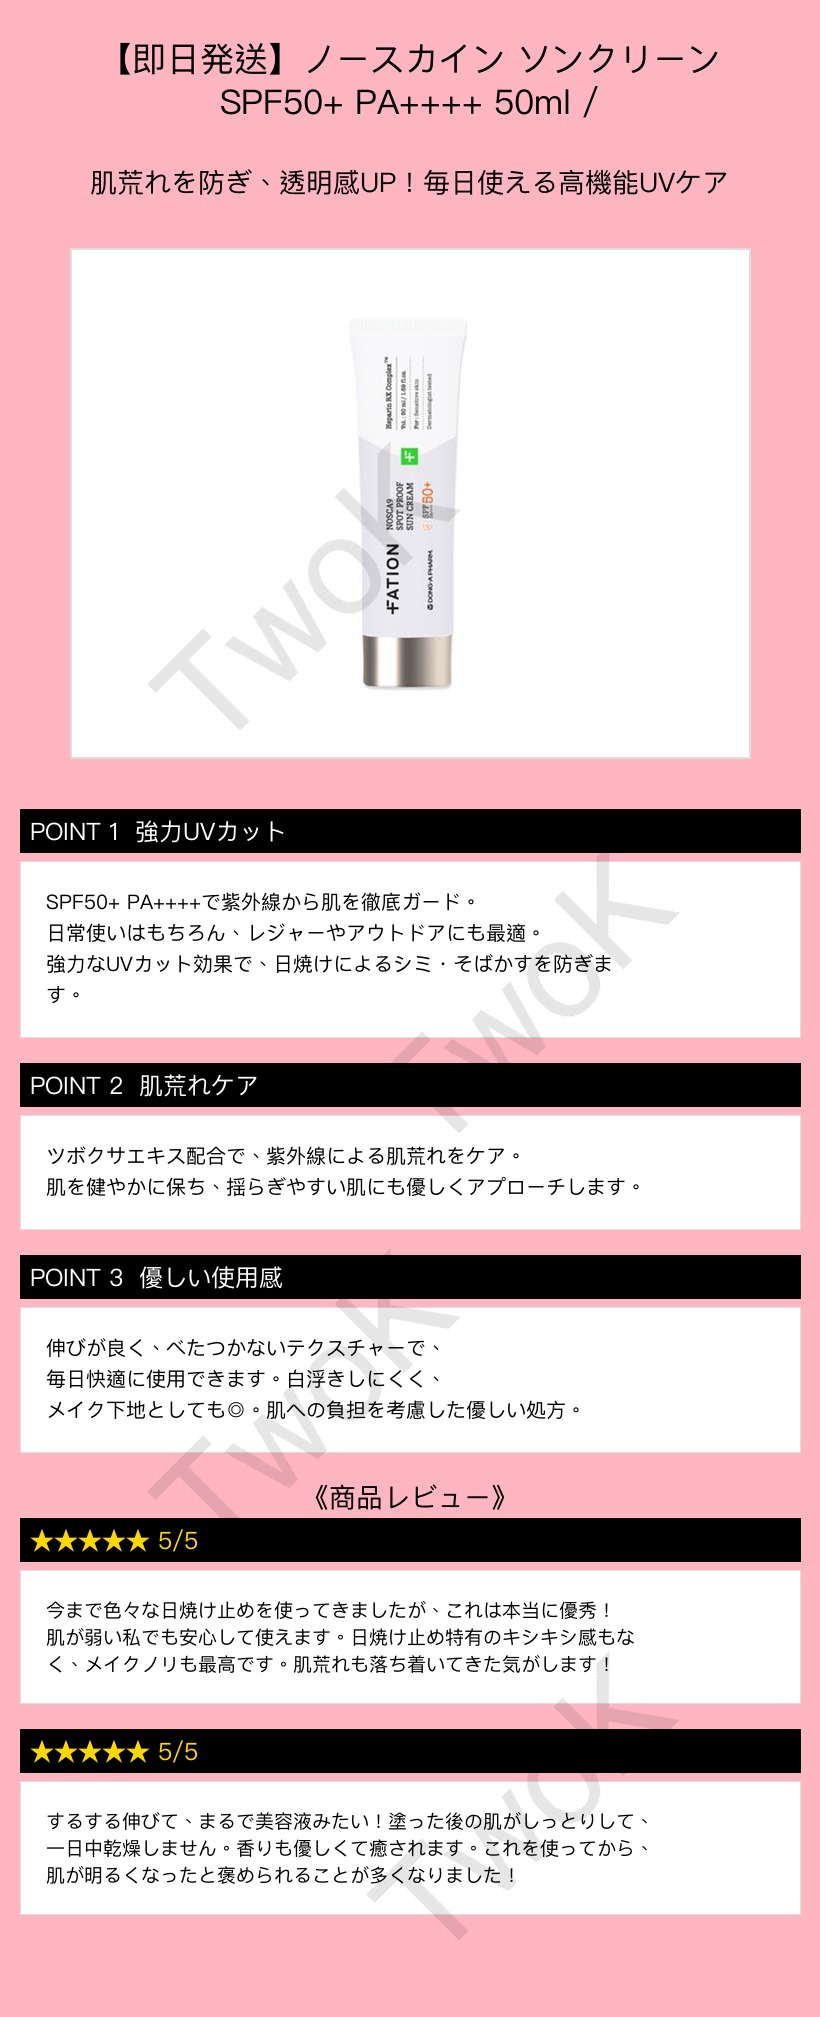 【即日発送】ノースカイン ソンクリーン
SPF50+ PA++++ 50ml /
肌荒れを防ぎ、透明感UP！毎日使える高機能UVケア
Heparin RX Complex™
Vol. : 50 ml / 1.69 fl.oz.
For : Sensitive skin
Dermatologist tested
FATION
NOSCA9
SPOT PROOF
SUN CREAM
SPF50+
DONG-A PHARM.
TwoK
POINT 1 強力UVカット
SPF50+ PA++++で紫外線から肌を徹底ガード。
日常使いはもちろん、レジャーやアウトドアにも最適。
強力なUVカット効果で、日焼けによるシミ・そばかすを防ぎま
す。
TwoK
POINT 2 肌荒れケア
ツボクサエキス配合で、紫外線による肌荒れをケア。
肌を健やかに保ち、揺らぎやすい肌にも優しくアプローチします。
POINT 3 優しい使用感
伸びが良く、べたつかないテクスチャーで、
毎日快適に使用できます。白浮きしにくく、
メイク下地としても◎。肌への負担を考慮した優しい処方。
TwoK
《商品レビュー》
★★★★★ 5/5
今まで色々な日焼け止めを使ってきましたが、これは本当に優秀！
肌が弱い私でも安心して使えます。日焼け止め特有のキシキシ感もな
く、メイクノリも最高です。肌荒れも落ち着いてきた気がします！
★★★★★ 5/5
するする伸びて、まるで美容液みたい！塗った後の肌がしっとりして、
一日中乾燥しません。香りも優しくて癒されます。これを使ってから、
肌が明るくなったと褒められることが多くなりました！
TwoK